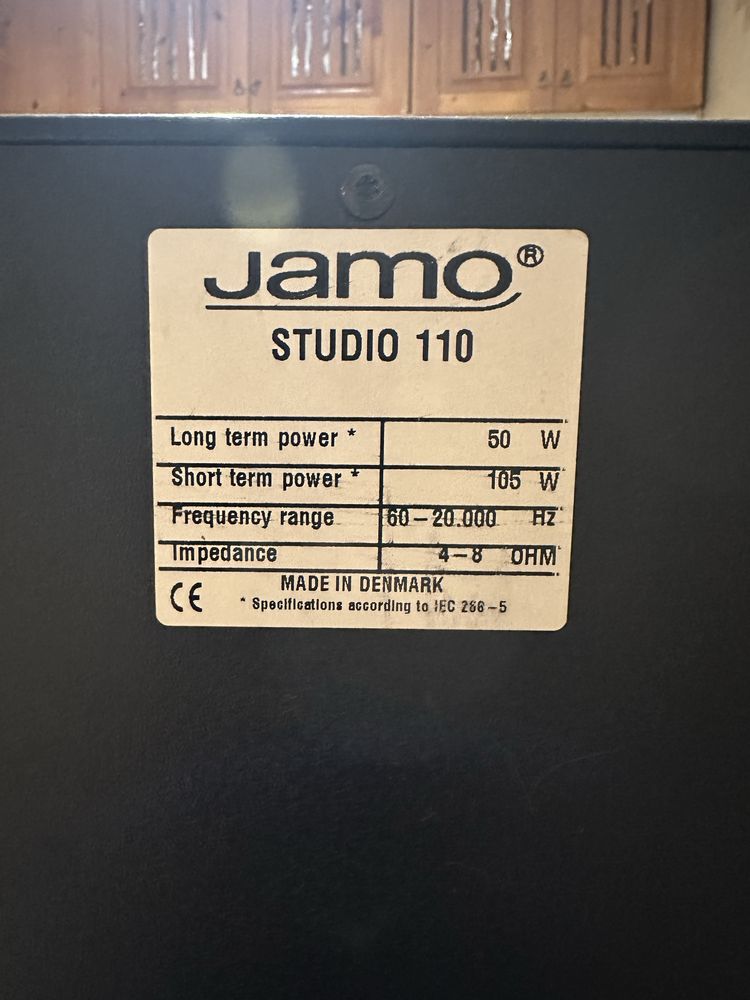 Jamo®
STUDIO 110
Long term power * 50 W
Short term power * 105 W
Frequency range 60–20.000 Hz
Impedance 4–8 OHM
MADE IN DENMARK
CE * Specifications according to IEC 268–5